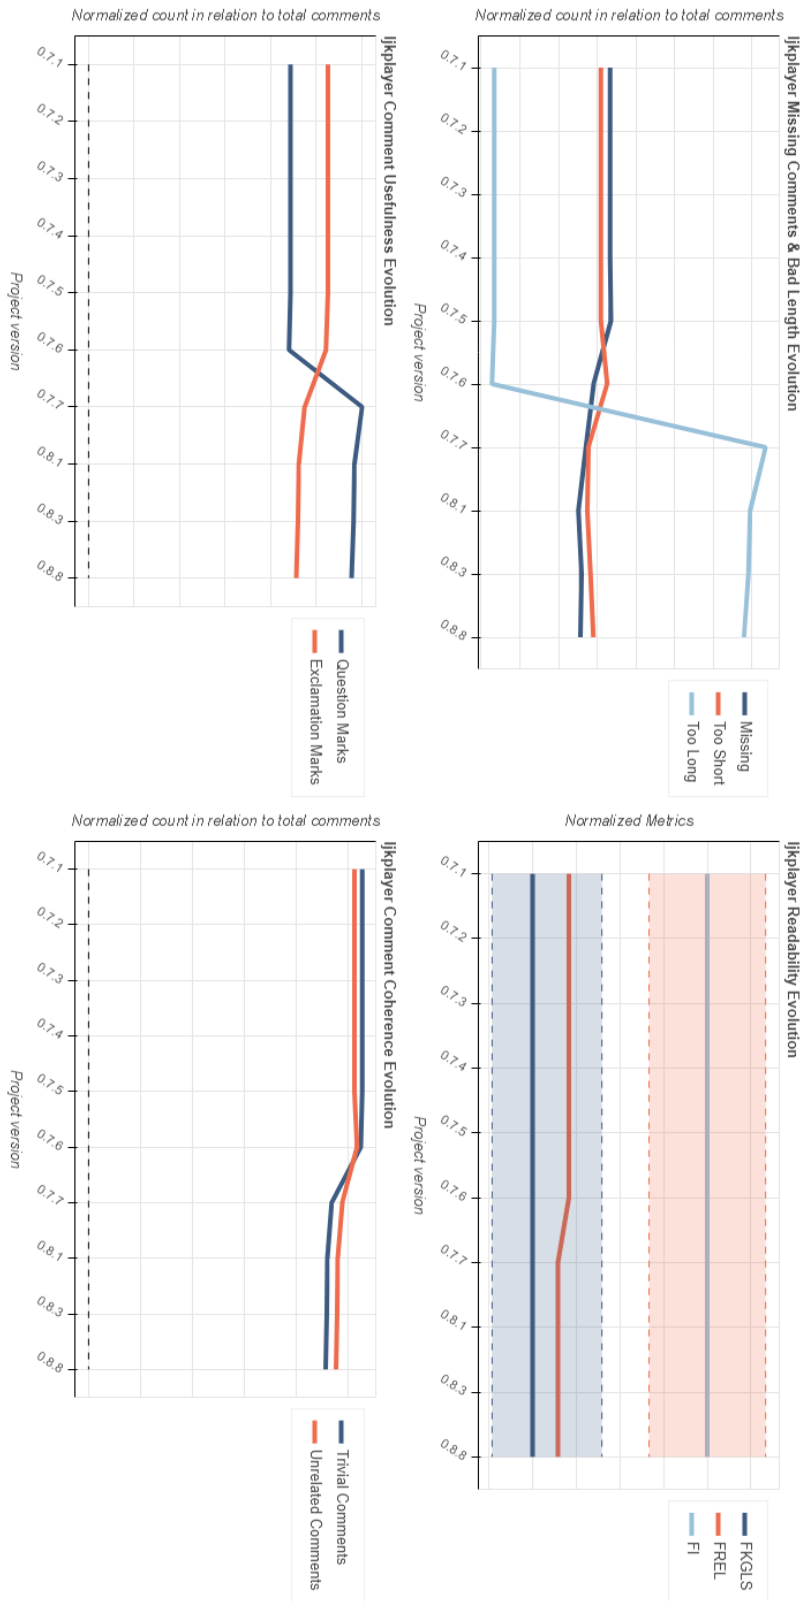 Ijkplayer Missing Comments & Bad Length Evolution
Normalized count in relation to total comments
0.7.1
0.7.2
0.7.3
0.7.4
0.7.5
0.7.6
0.7.7
0.8.1
0.8.3
0.8.8
Project version
Missing
Too Short
Too Long
Ijkplayer Readability Evolution
Normalized Metrics
0.7.1
0.7.2
0.7.3
0.7.4
0.7.5
0.7.6
0.7.7
0.8.1
0.8.3
0.8.8
Project version
FKGLS
FREL
FI
Ijkplayer Comment Usefulness Evolution
Normalized count in relation to total comments
0.7.1
0.7.2
0.7.3
0.7.4
0.7.5
0.7.6
0.7.7
0.8.1
0.8.3
0.8.8
Project version
Question Marks
Exclamation Marks
Ijkplayer Comment Coherence Evolution
Normalized count in relation to total comments
0.7.1
0.7.2
0.7.3
0.7.4
0.7.5
0.7.6
0.7.7
0.8.1
0.8.3
0.8.8
Project version
Trivial Comments
Unrelated Comments